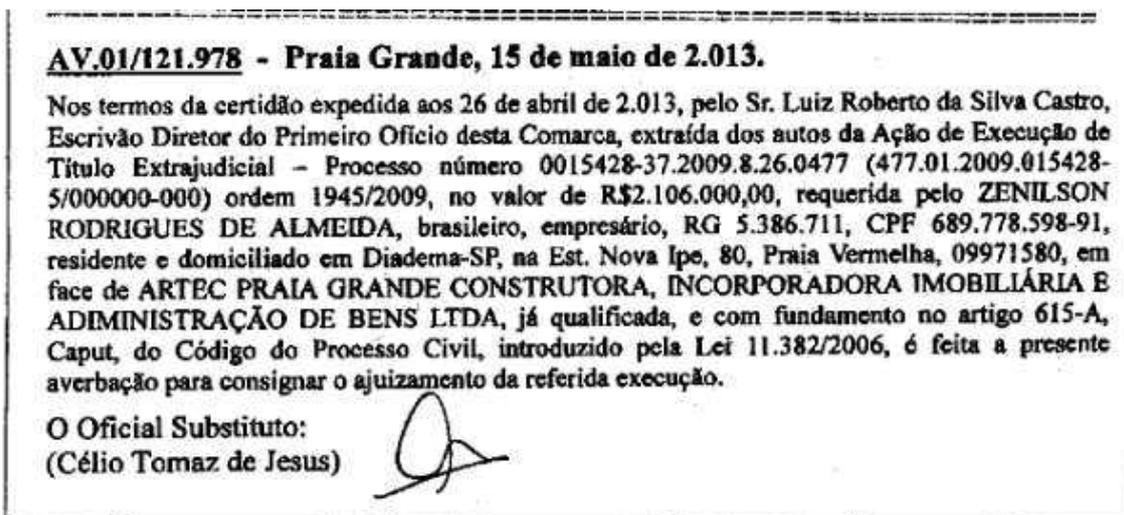 AV.01/121.978 - Praia Grande, 15 de maio de 2.013.
Nos termos da certidão expedida aos 26 de abril de 2.013, pelo Sr. Luiz Roberto da Silva Castro,
Escrivão Diretor do Primeiro Ofício desta Comarca, extraída dos autos da Ação de Execução de
Título Extrajudicial – Processo número 0015428-37.2009.8.26.0477 (477.01.2009.015428-
5/000000-000) ordem 1945/2009, no valor de R$2.106.000,00, requerida pelo ZENILSON
RODRIGUES DE ALMEIDA, brasileiro, empresário, RG 5.386.711, CPF 689.778.598-91,
residente e domiciliado em Diadema-SP, na Est. Nova Ipe, 80, Praia Vermelha, 09971580, em
face de ARTEC PRAIA GRANDE CONSTRUTORA, INCORPORADORA IMOBILIÁRIA E
ADIMINISTRAÇÃO DE BENS LTDA, já qualificada, e com fundamento no artigo 615-A,
Caput, do Código do Processo Civil, introduzido pela Lei 11.382/2006, é feita a presente
averbação para consignar o ajuizamento da referida execução.
O Oficial Substituto:
(Célio Tomaz de Jesus)